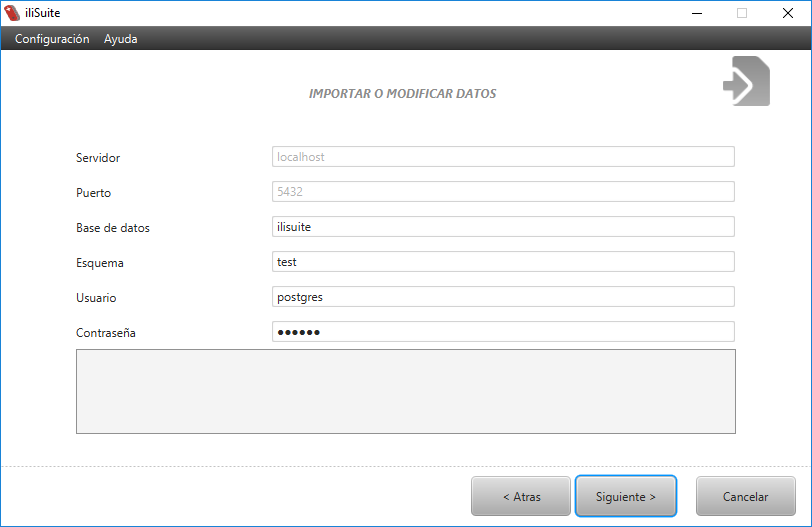 iliSuite
Configuración Ayuda
IMPORTAR O MODIFICAR DATOS
Servidor localhost
Puerto 5432
Base de datos ilisuite
Esquema test
Usuario postgres
Contraseña ●●●●●●
< Atras Siguiente > Cancelar